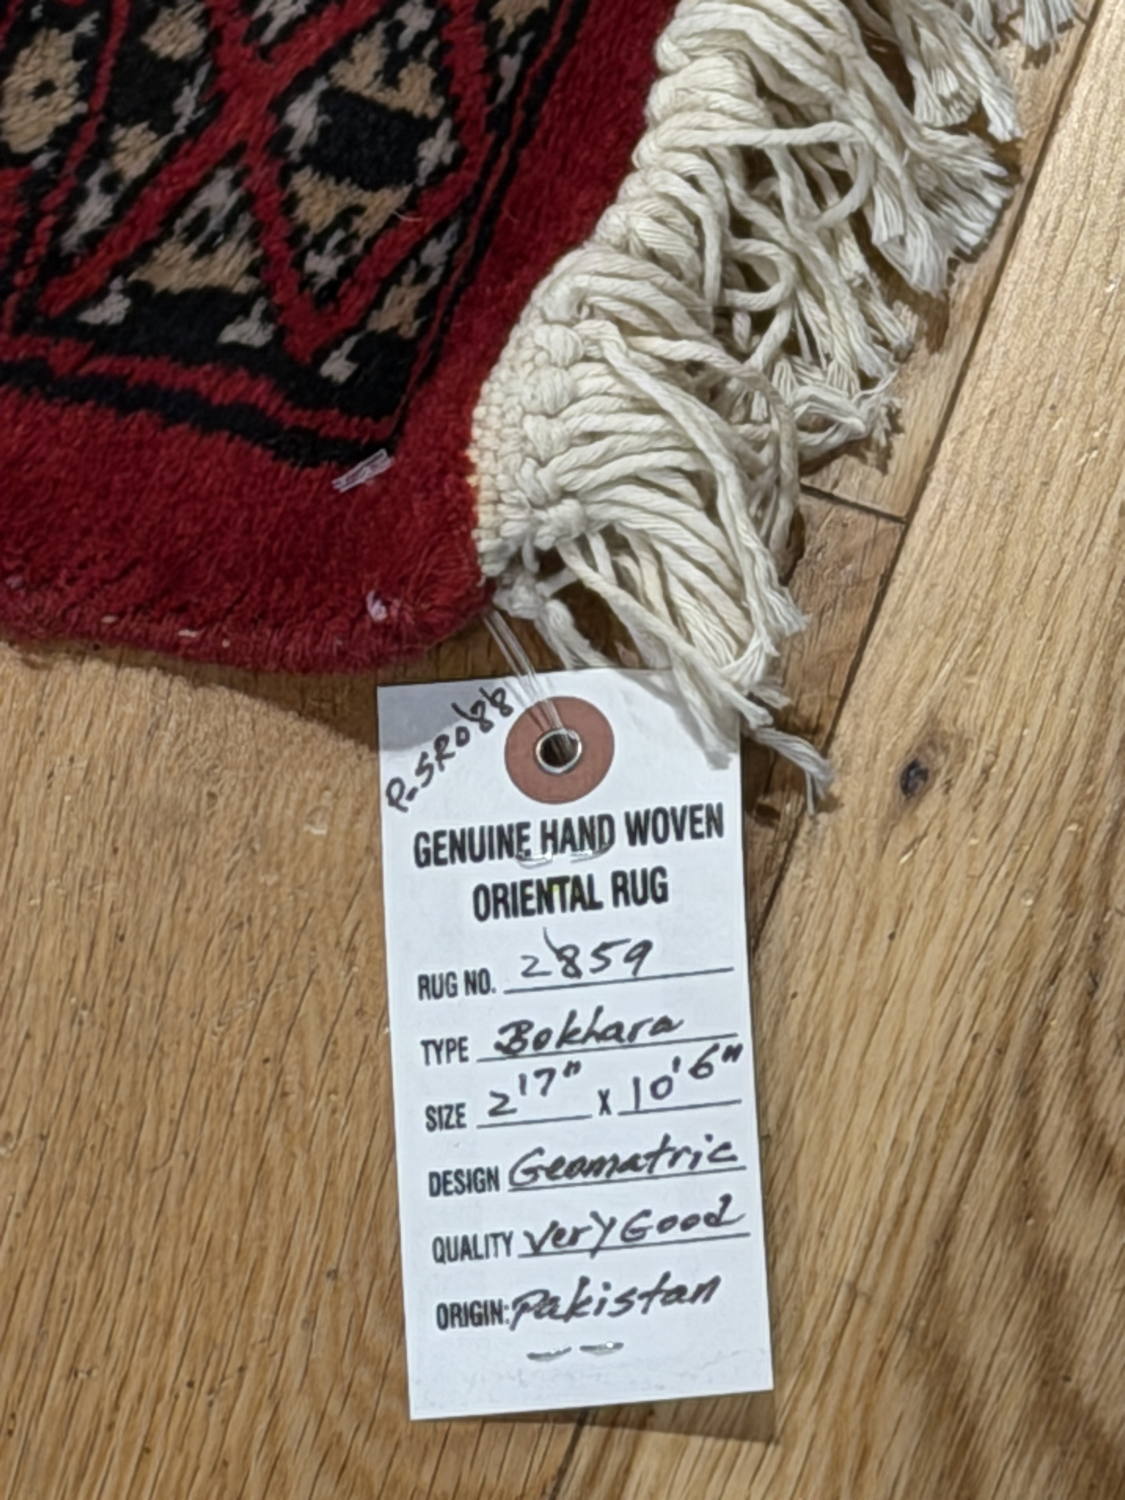 P.SR088
GENUINE HAND WOVEN
ORIENTAL RUG
RUG NO. 2859
TYPE Bokhara
SIZE 2'7" X 10'6"
DESIGN Geomatric
QUALITY Very Good
ORIGIN: Pakistan